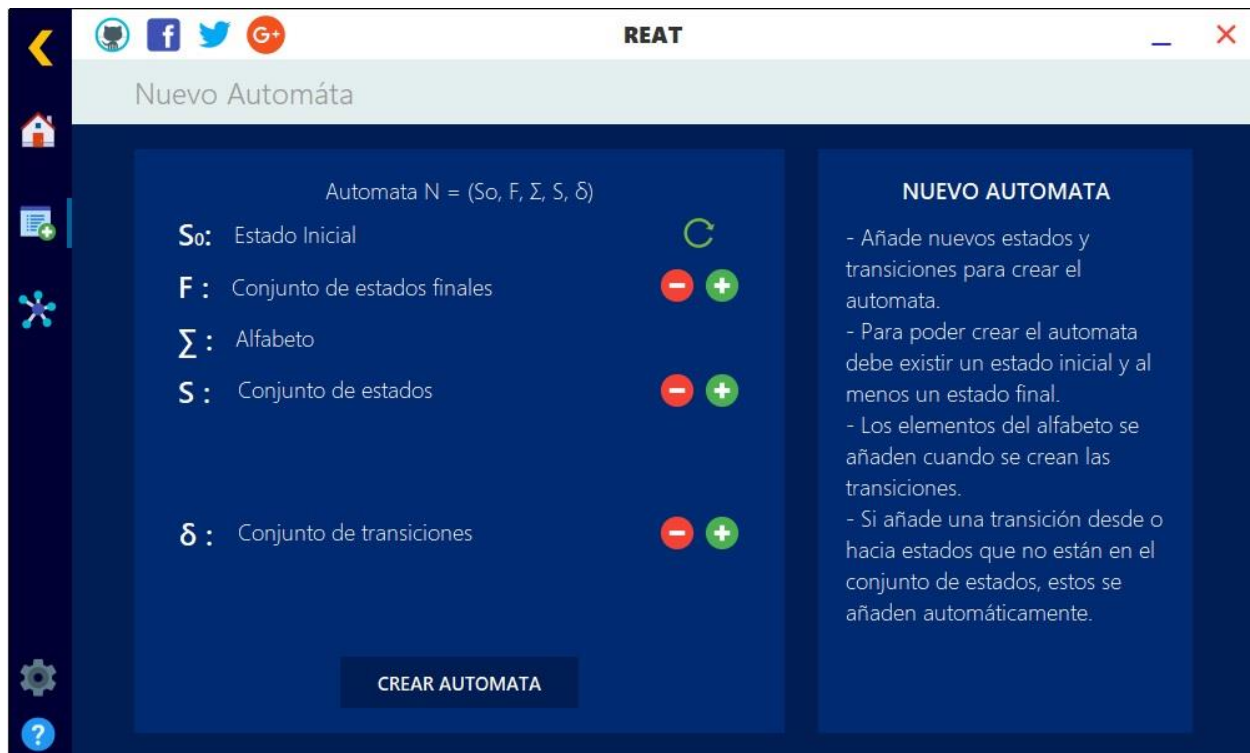 REAT
Nuevo Automáta
Automata N = (So, F, Σ, S, δ)
S₀: Estado Inicial
F : Conjunto de estados finales
∑ : Alfabeto
S : Conjunto de estados
δ : Conjunto de transiciones
CREAR AUTOMATA
NUEVO AUTOMATA
- Añade nuevos estados y
transiciones para crear el
automata.
- Para poder crear el automata
debe existir un estado inicial y al
menos un estado final.
- Los elementos del alfabeto se
añaden cuando se crean las
transiciones.
- Si añade una transición desde o
hacia estados que no están en el
conjunto de estados, estos se
añaden automáticamente.